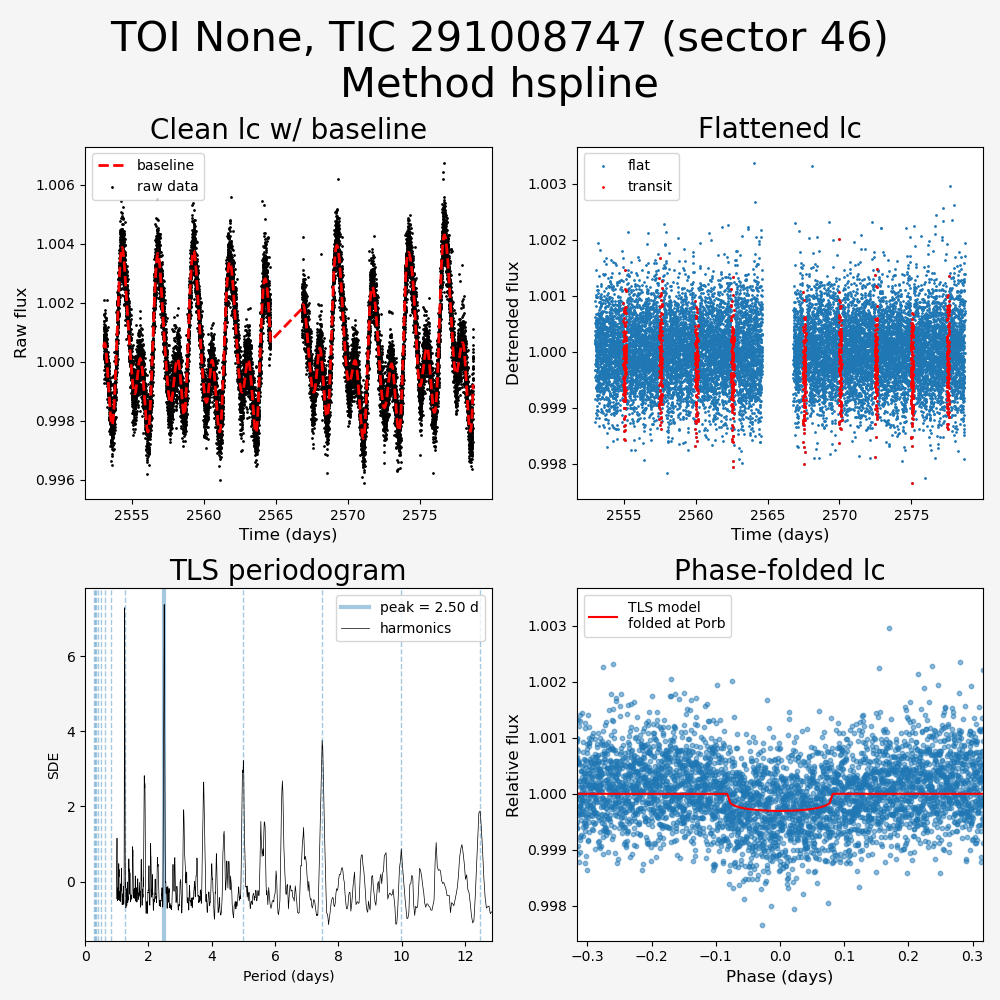 TOI None, TIC 291008747 (sector 46)
Method hspline
Clean lc w/ baseline
baseline
raw data
1.006
1.004
1.002
1.000
0.998
0.996
Raw flux
2555
2560
2565
2570
2575
Time (days)
Flattened lc
flat
transit
1.003
1.002
1.001
1.000
0.999
0.998
Detrended flux
2555
2560
2565
2570
2575
Time (days)
TLS periodogram
peak = 2.50 d
harmonics
6
4
2
0
SDE
0
2
4
6
8
10
12
Period (days)
Phase-folded lc
TLS model
folded at Porb
1.003
1.002
1.001
1.000
0.999
0.998
Relative flux
−0.3
−0.2
−0.1
0.0
0.1
0.2
0.3
Phase (days)